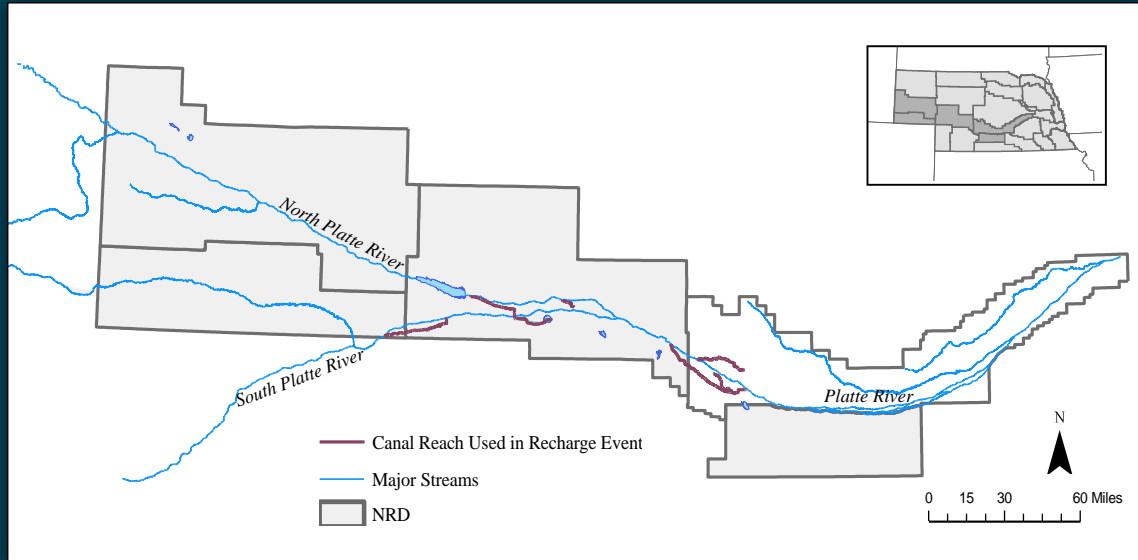 North Platte River
South Platte River
Platte River
N
Canal Reach Used in Recharge Event
Major Streams
NRD
0 15 30 60 Miles